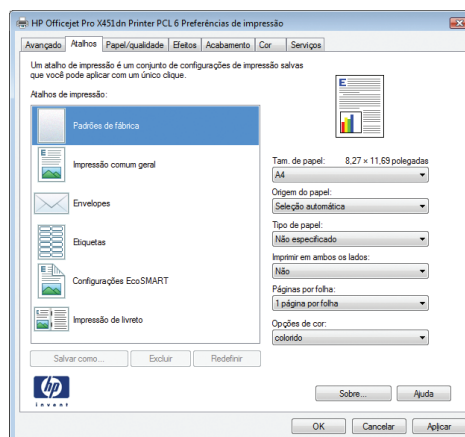 HP Officejet Pro X451dn Printer PCL 6 Preferências de impressão
Avançado Atalhos Papel/qualidade Efeitos Acabamento Cor Serviços
Um atalho de impressão é um conjunto de configurações de impressão salvas
que você pode aplicar com um único clique.
Atalhos de impressão:
Padrões de fábrica
Impressão comum geral
Envelopes
Etiquetas
Configurações EcoSMART
Impressão de livreto
Salvar como... Excluir Redefinir
E
Tam. de papel: 8,27 × 11,69 polegadas
A4
Origem do papel:
Seleção automática
Tipo de papel:
Não especificado
Imprimir em ambos os lados:
Não
Páginas por folha:
1 página por folha
Opções de cor:
colorido
hp
invent
Sobre... Ajuda
OK Cancelar Aplicar